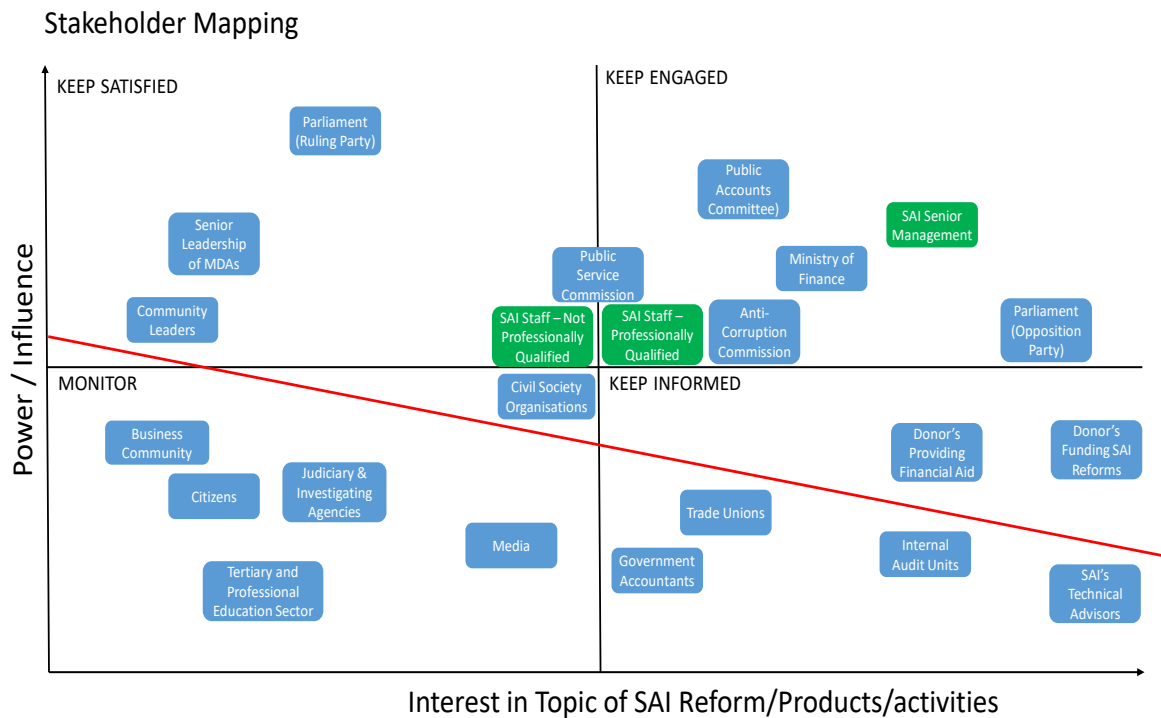 Stakeholder Mapping
KEEP SATISFIED
KEEP ENGAGED
Parliament
(Ruling Party)
Public
Accounts
Committee)
SAI Senior
Management
Senior
Leadership
of MDAs
Public
Service
Commission
Ministry of
Finance
Community
Leaders
SAI Staff – Not
Professionally
Qualified
SAI Staff –
Professionally
Qualified
Anti-
Corruption
Commission
Parliament
(Opposition
Party)
MONITOR
KEEP INFORMED
Civil Society
Organisations
Business
Community
Donor's
Providing
Financial Aid
Donor's
Funding SAI
Reforms
Citizens
Judiciary &
Investigating
Agencies
Trade Unions
Media
Government
Accountants
Internal
Audit Units
Tertiary and
Professional
Education Sector
SAI's
Technical
Advisors
Power / Influence
Interest in Topic of SAI Reform/Products/activities